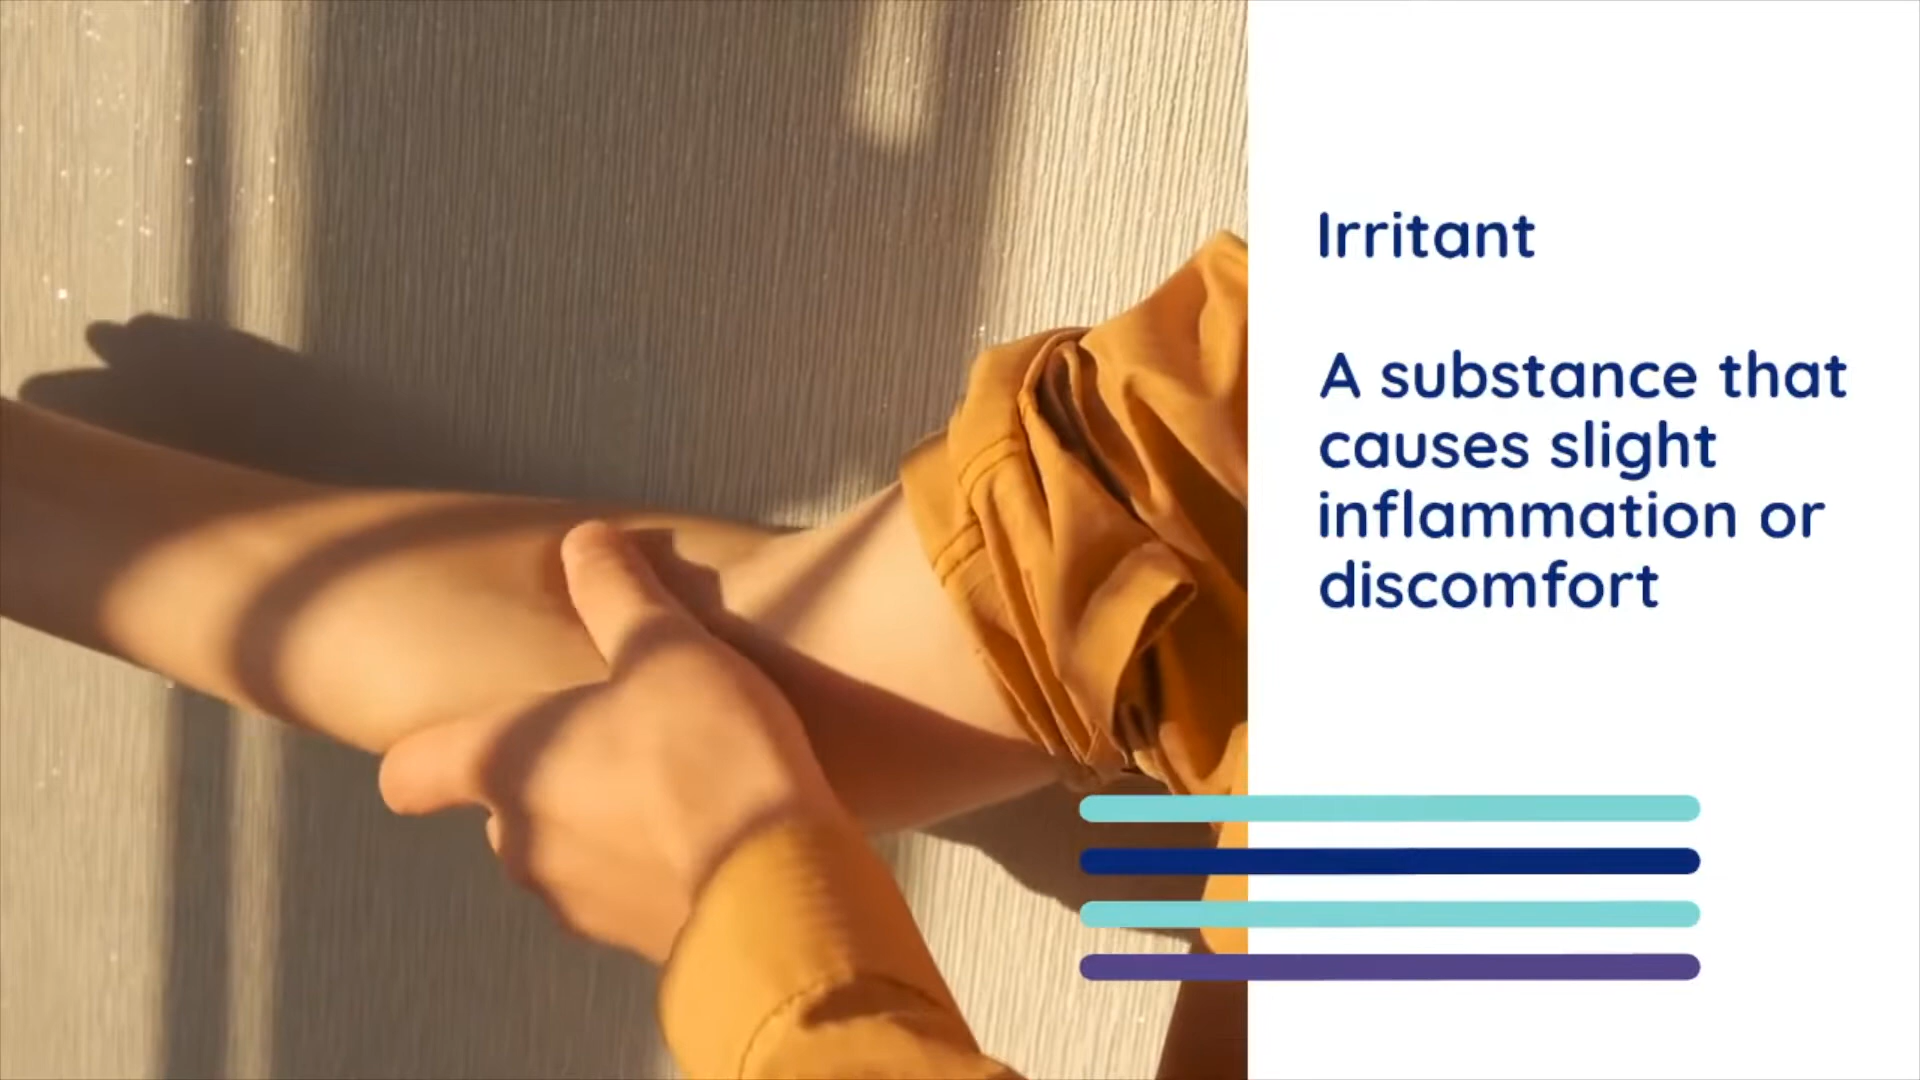 Irritant
A substance that
causes slight
inflammation or
discomfort